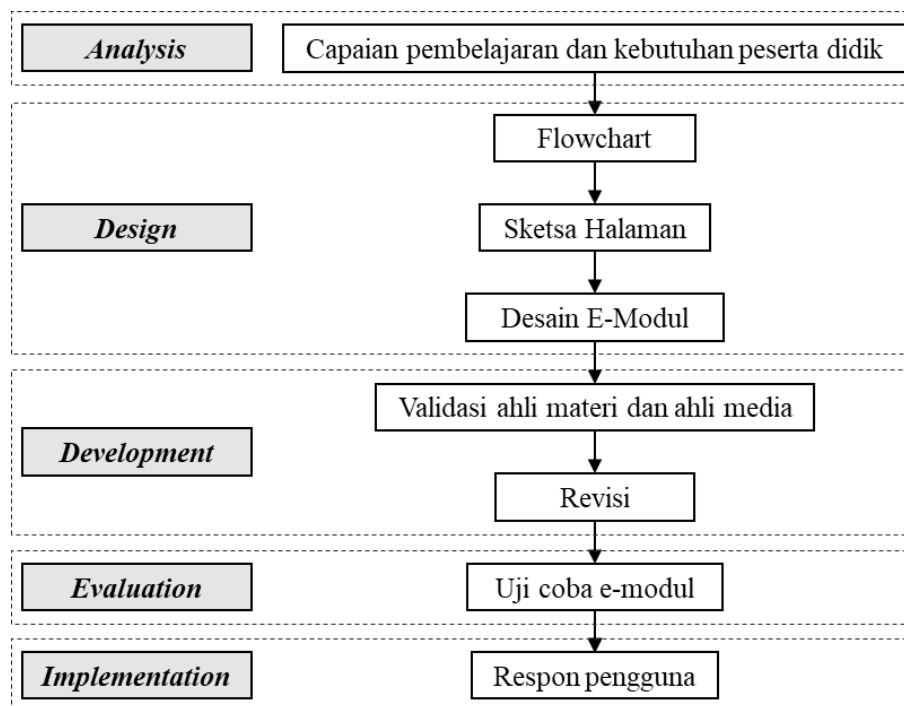 Analysis
Capaian pembelajaran dan kebutuhan peserta didik
Flowchart
Design
Sketsa Halaman
Desain E-Modul
Validasi ahli materi dan ahli media
Development
Revisi
Evaluation
Uji coba e-modul
Implementation
Respon pengguna